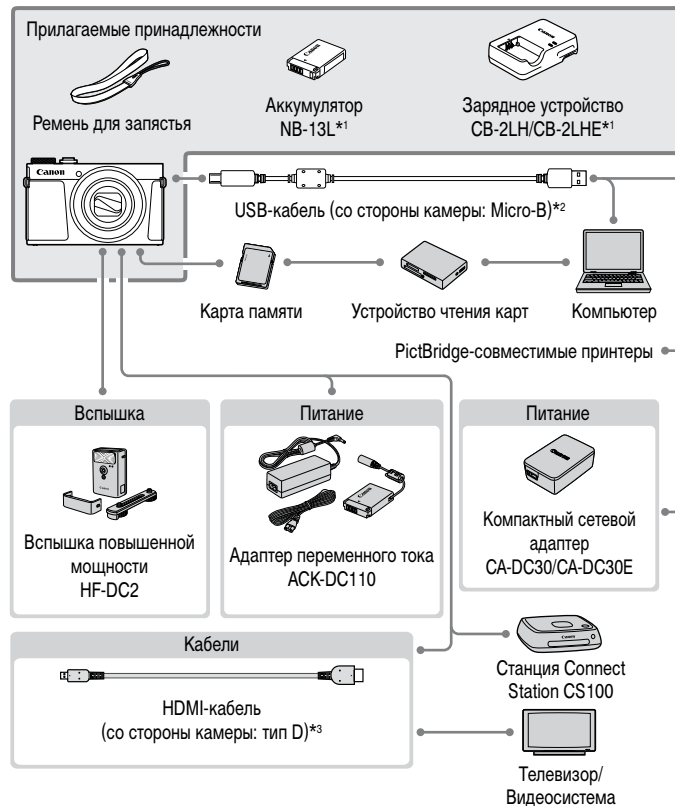 Прилагаемые принадлежности
Ремень для запястья
Аккумулятор
NB-13L*1
Зарядное устройство
CB-2LH/CB-2LHE*1
Canon
USB-кабель (со стороны камеры: Micro-B)*2
Карта памяти
Устройство чтения карт
Компьютер
PictBridge-совместимые принтеры
Вспышка
Вспышка повышенной
мощности
HF-DC2
Питание
Адаптер переменного тока
ACK-DC110
Питание
Компактный сетевой
адаптер
CA-DC30/CA-DC30E
Кабели
HDMI-кабель
(со стороны камеры: тип D)*3
Станция Connect
Station CS100
Телевизор/
Видеосистема